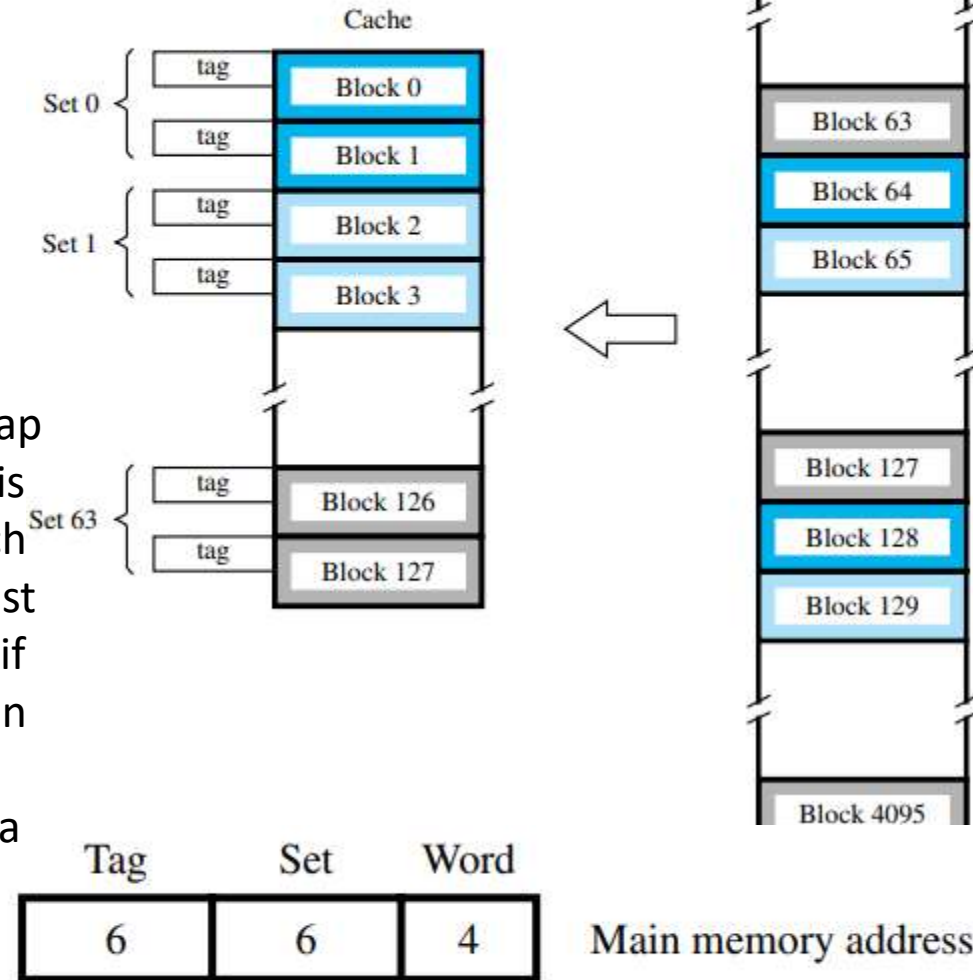 Cache
tag
Block 0
Set 0
tag
Block 1
tag
Block 2
Set 1
tag
Block 3
tag
Block 126
Set 63
tag
Block 127
Block 63
Block 64
Block 65
Block 127
Block 128
Block 129
Block 4095
ap
is
ch
st
if
n
a
Tag Set Word
6 6 4 Main memory address